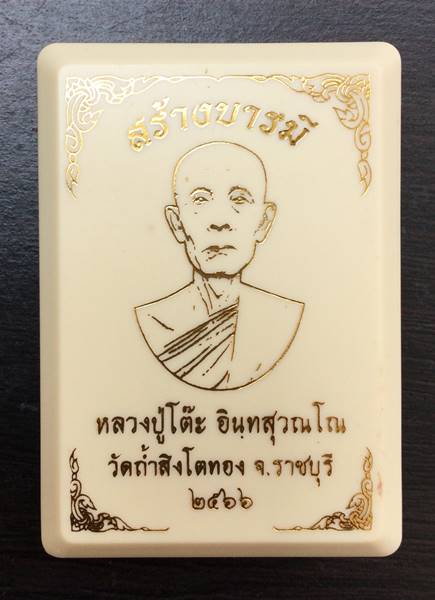 สร้างบารมี
หลวงปู่โต๊ะ อินฺทสุวณโณ
วัดถ้ำสิงโตทอง จ.ราชบุรี
๒๕๖๖